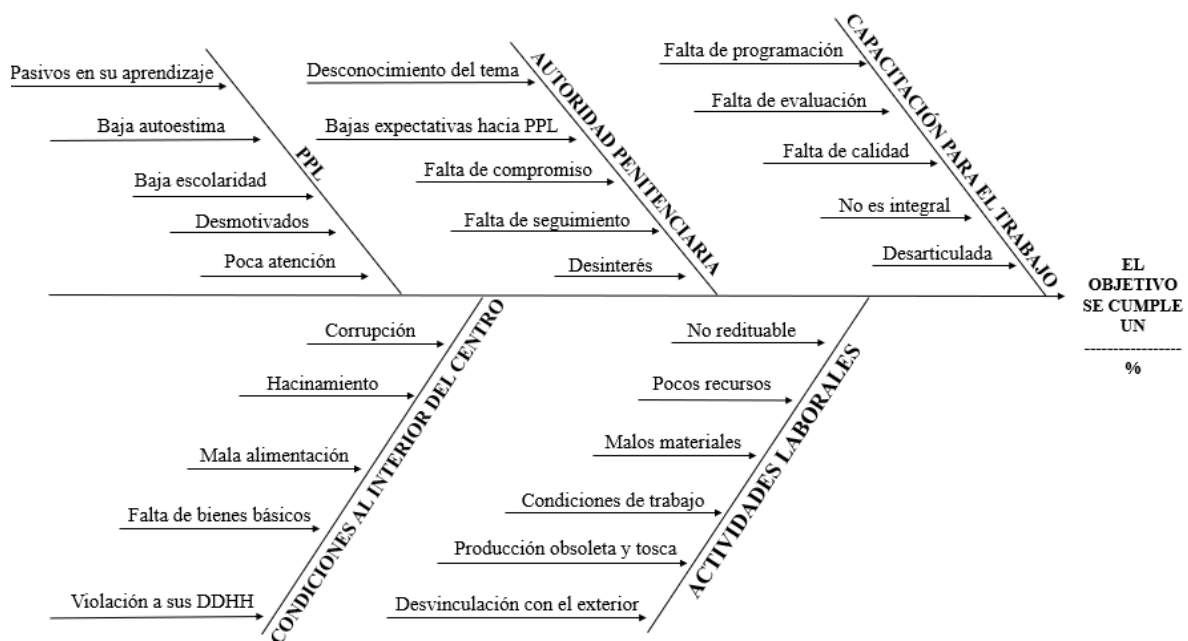 Pasivos en su aprendizaje
Baja autoestima
Baja escolaridad
Desmotivados
Poca atención
PPL
Desconocimiento del tema
Bajas expectativas hacia PPL
Falta de compromiso
Falta de seguimiento
Desinterés
AUTORIDAD PENITENCIARIA
Falta de programación
Falta de evaluación
Falta de calidad
No es integral
Desarticulada
CAPACITACIÓN PARA EL TRABAJO
EL
OBJETIVO
SE CUMPLE
UN
-----------------
%
Corrupción
Hacinamiento
Mala alimentación
Falta de bienes básicos
Violación a sus DDHH
CONDICIONES AL INTERIOR DEL CENTRO
No redituable
Pocos recursos
Malos materiales
Condiciones de trabajo
Producción obsoleta y tosca
Desvinculación con el exterior
ACTIVIDADES LABORALES